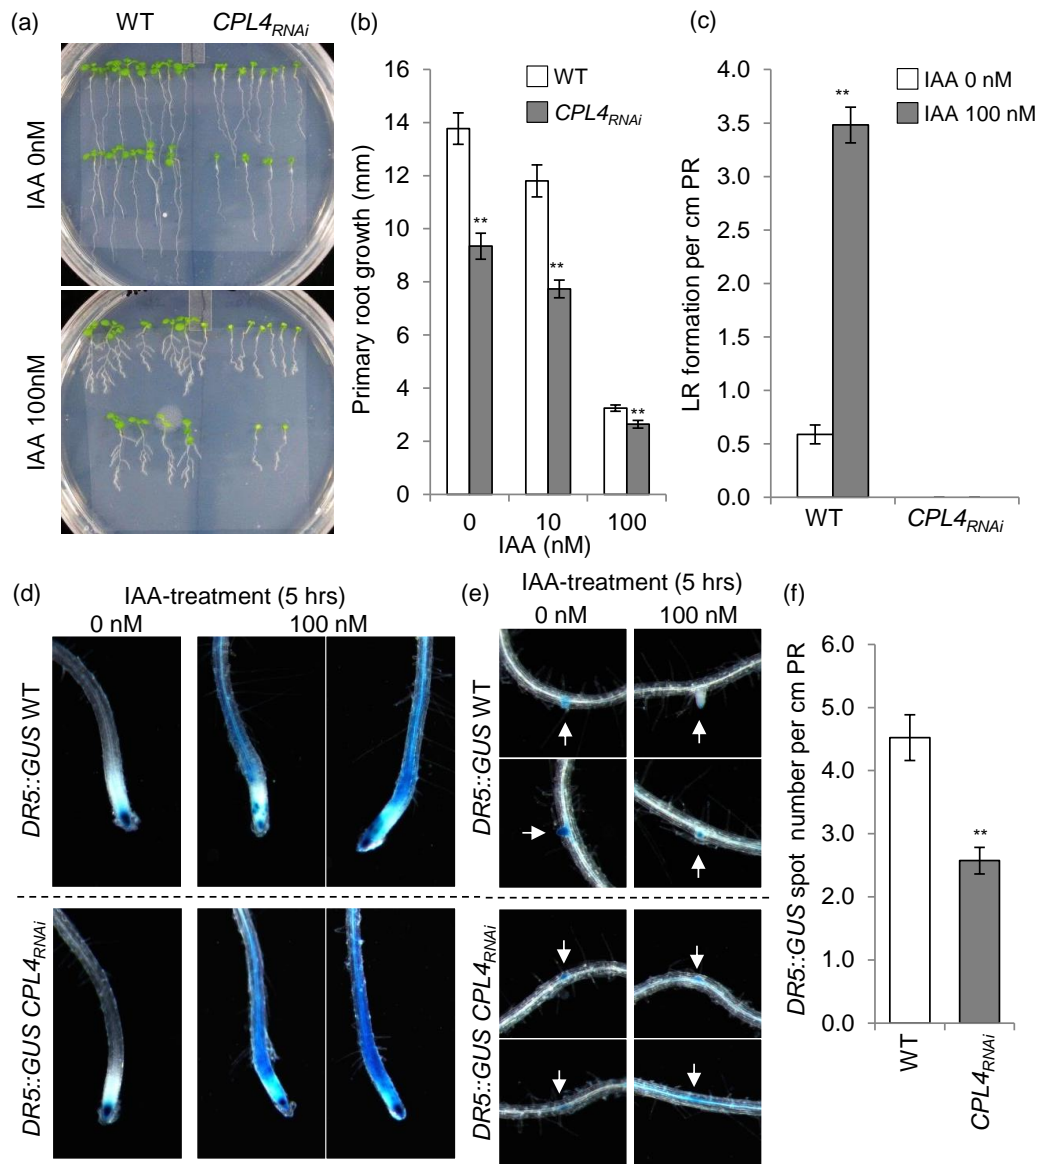 (a)
WT
CPL4RNAi
IAA 0nM
IAA 100nM
(b)
16
14
12
10
8
6
4
2
0
Primary root growth (mm)
WT
CPL4RNAi
**
**
**
0
10
100
IAA (nM)
(c)
4.0
3.5
3.0
2.5
2.0
1.5
1.0
0.5
0.0
LR formation per cm PR
IAA 0 nM
IAA 100 nM
**
WT
CPL4RNAi
(d)
IAA-treatment (5 hrs)
0 nM
100 nM
DR5::GUS WT
DR5::GUS CPL4RNAi
(e)
IAA-treatment (5 hrs)
0 nM
100 nM
DR5::GUS WT
DR5::GUS CPL4RNAi
(f)
6.0
5.0
4.0
3.0
2.0
1.0
0.0
DR5::GUS spot number per cm PR
**
WT
CPL4RNAi